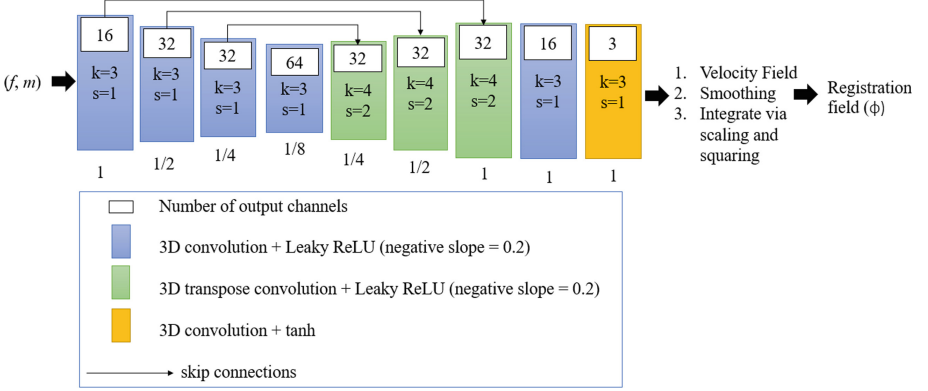 (f, m)
16
k=3
s=1
1
32
k=3
s=1
1/2
32
k=3
s=1
1/4
64
k=3
s=1
1/8
32
k=4
s=2
1/4
32
k=4
s=2
1/2
32
k=4
s=2
1
16
k=3
s=1
1
3
k=3
s=1
1
1. Velocity Field
2. Smoothing
3. Integrate via
scaling and
squaring
Registration
field (ϕ)
Number of output channels
3D convolution + Leaky ReLU (negative slope = 0.2)
3D transpose convolution + Leaky ReLU (negative slope = 0.2)
3D convolution + tanh
skip connections